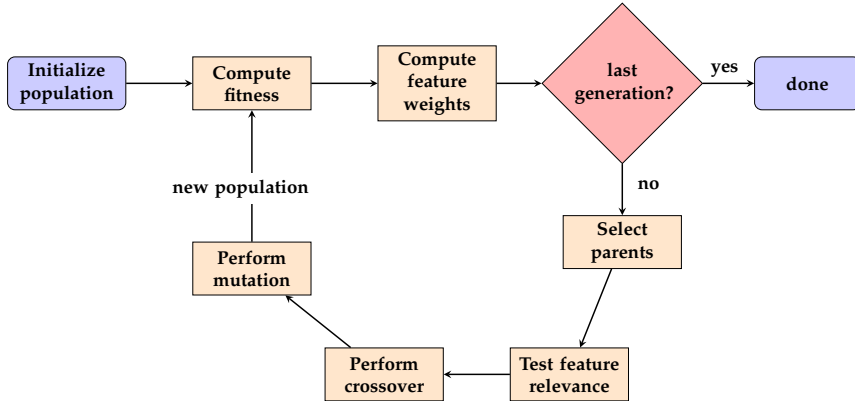 Initialize
population
Compute
fitness
Compute
feature
weights
last
generation?
yes
done
no
new population
Select
parents
Perform
mutation
Perform
crossover
Test feature
relevance